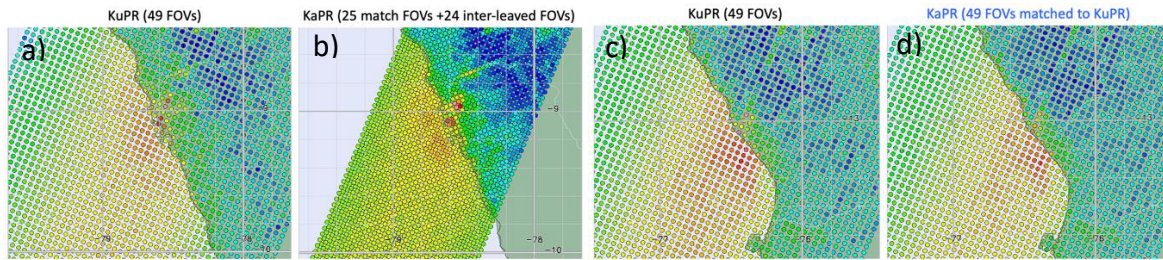 KuPR (49 FOVs)
KaPR (25 match FOVs +24 inter-leaved FOVs)
KuPR (49 FOVs)
KaPR (49 FOVs matched to KuPR)
a)
b)
c)
d)
-9
-13
-13
-79
-78
-10
-79
-78
-10
-77
-76
-77
-76